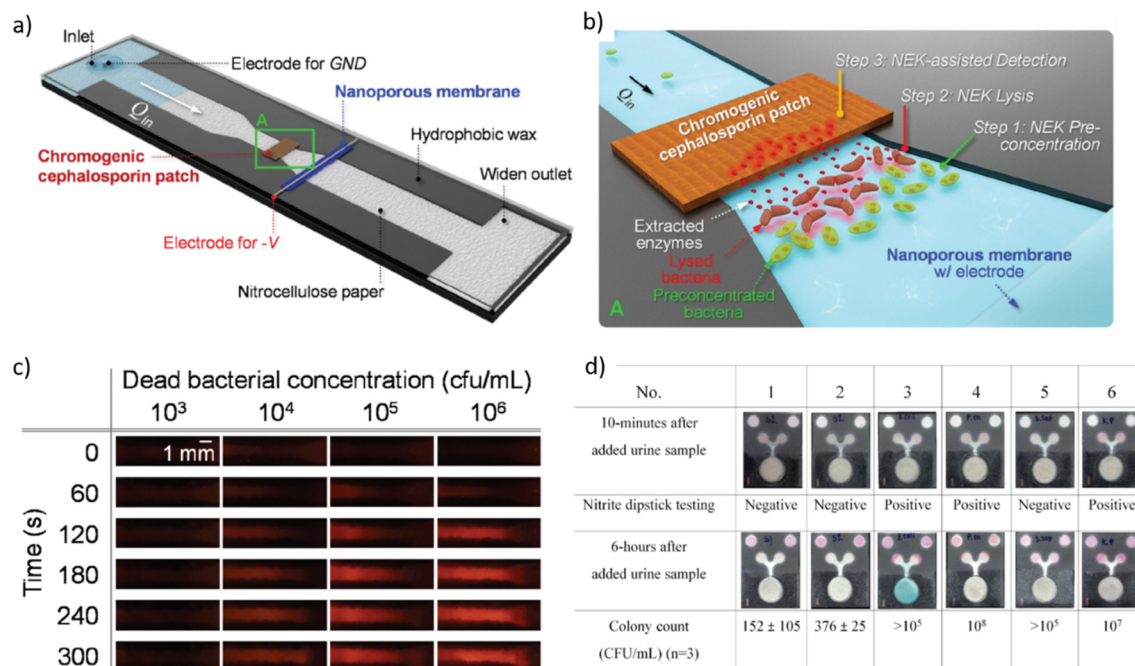 a)
Inlet
Electrode for GND
Qin
Nanoporous membrane
A
Hydrophobic wax
Chromogenic
cephalosporin patch
Widen outlet
Electrode for -V
Nitrocellulose paper
b)
Step 3: NEK-assisted Detection
Qin
Chromogenic
cephalosporin patch
Step 2: NEK Lysis
Step 1: NEK Pre-
concentration
Extracted
enzymes
Lysed
bacteria
Preconcentrated
bacteria
Nanoporous membrane
w/ electrode
A
c)
Dead bacterial concentration (cfu/mL)
10³ 10⁴ 10⁵ 10⁶
Time (s)
0
1 mm
60
120
180
240
300
d)
No. 1 2 3 4 5 6
10-minutes after
added urine sample
Nitrite dipstick testing Negative Negative Positive Positive Negative Positive
6-hours after
added urine sample
Colony count
(CFU/mL) (n=3)
152 ± 105 376 ± 25 >10⁵ 10⁸ >10⁵ 10⁷